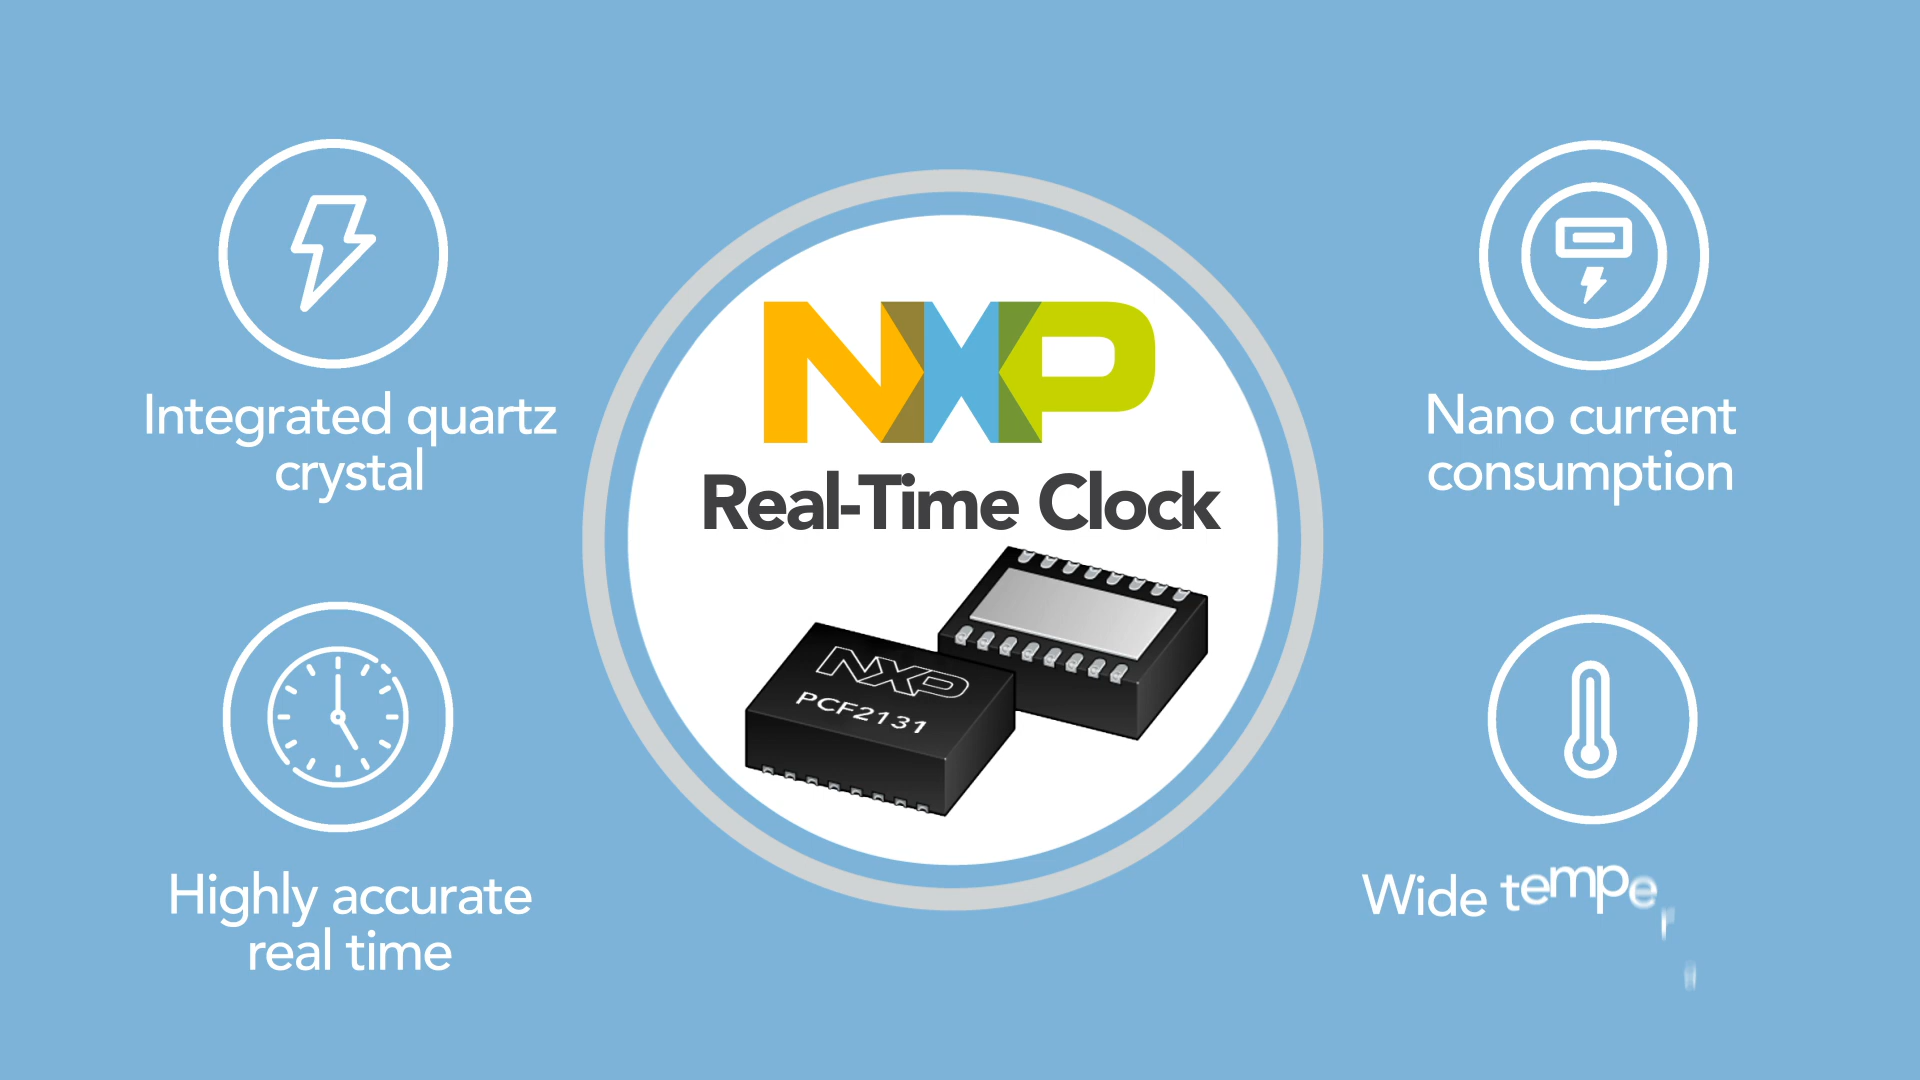 Integrated quartz
crystal
Highly accurate
real time
NXP
Real-Time Clock
NXP
PCF2131
Nano current
consumption
Wide